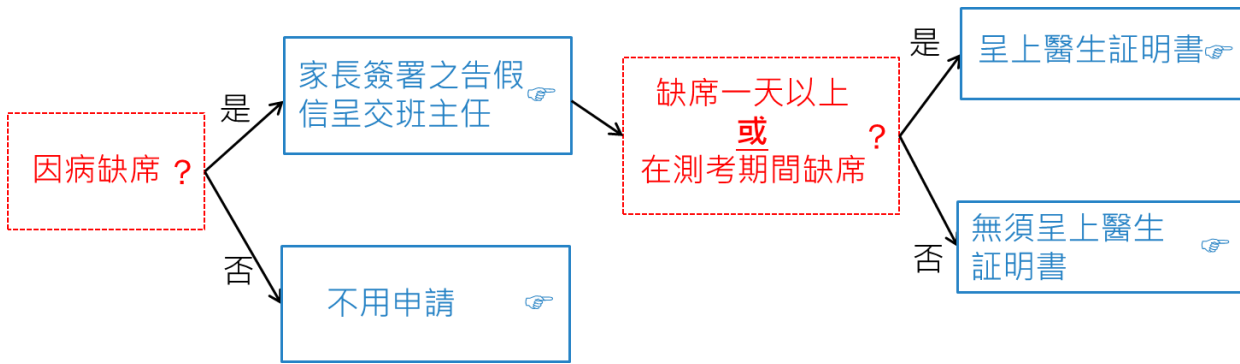 因病缺席？
是
家長簽署之告假
信呈交班主任☞
否
不用申請 ☞
缺席一天以上
或
在測考期間缺席？
是
呈上醫生証明書☞
否
無須呈上醫生
証明書 ☞